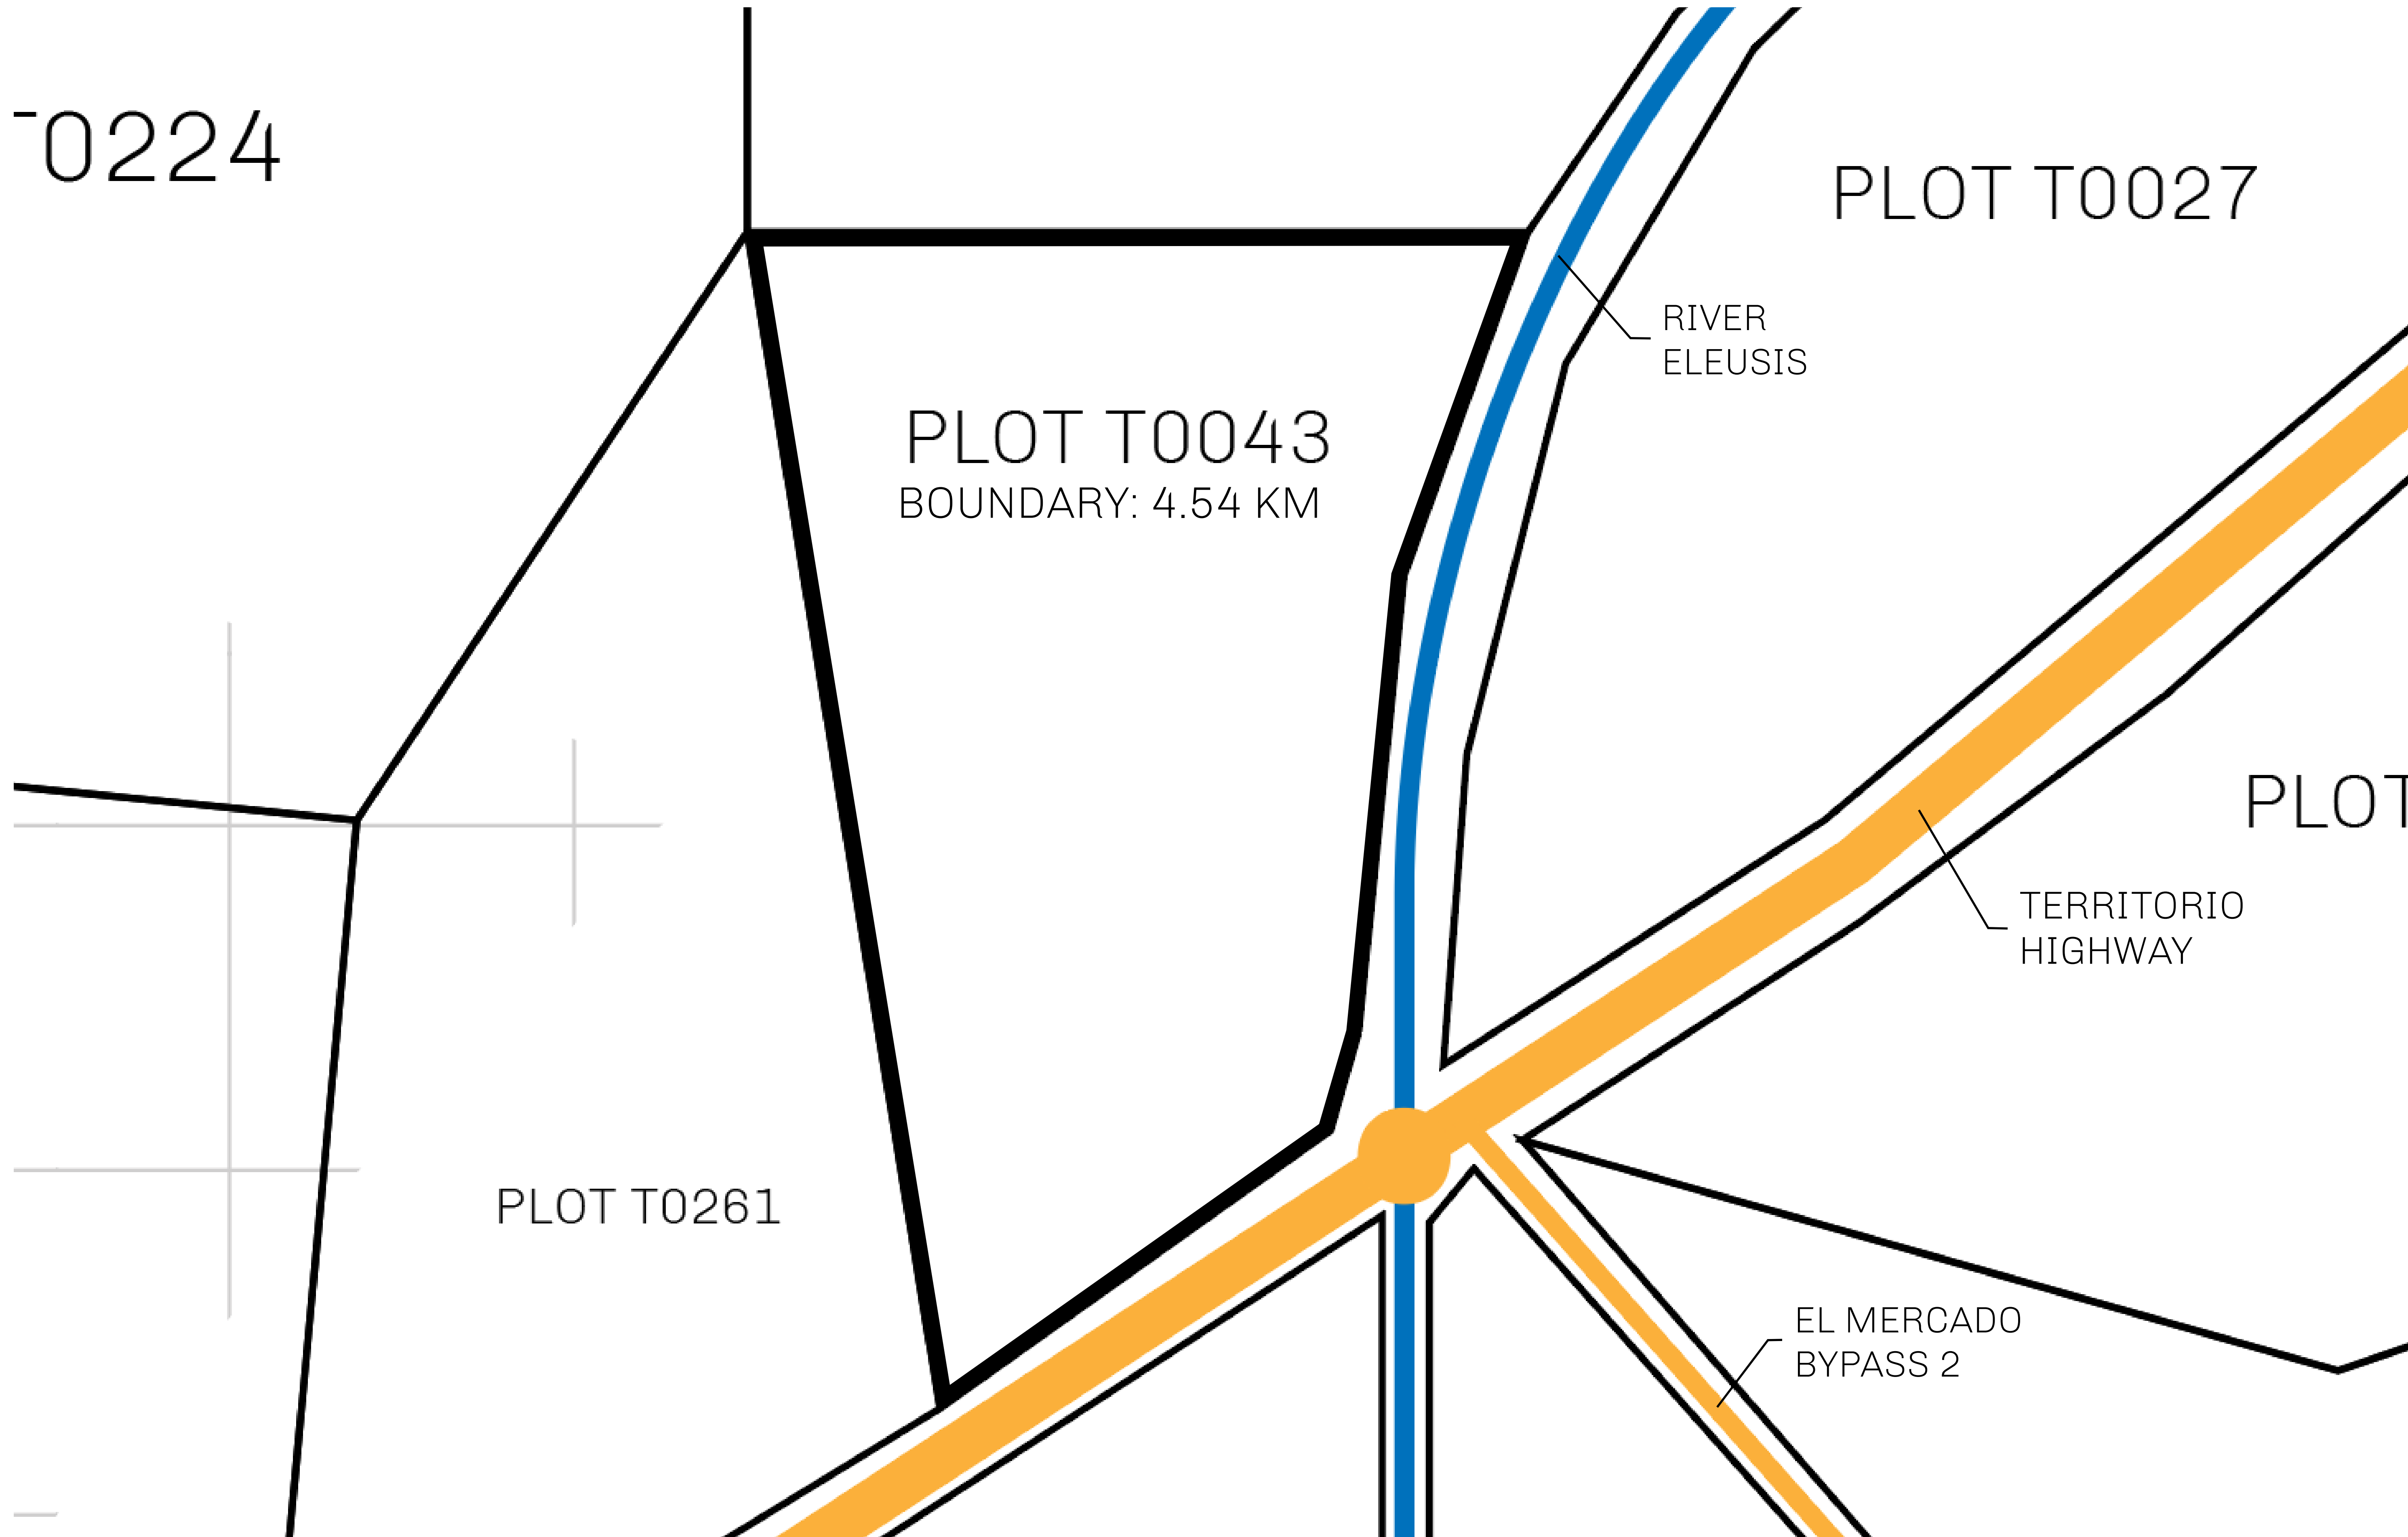 0224
PLOT T0027
RIVER
ELEUSIS
PLOT T0043
BOUNDARY: 4.54 KM
PLOT
TERRITORIO
HIGHWAY
PLOT T0261
EL MERCADO
BYPASS 2